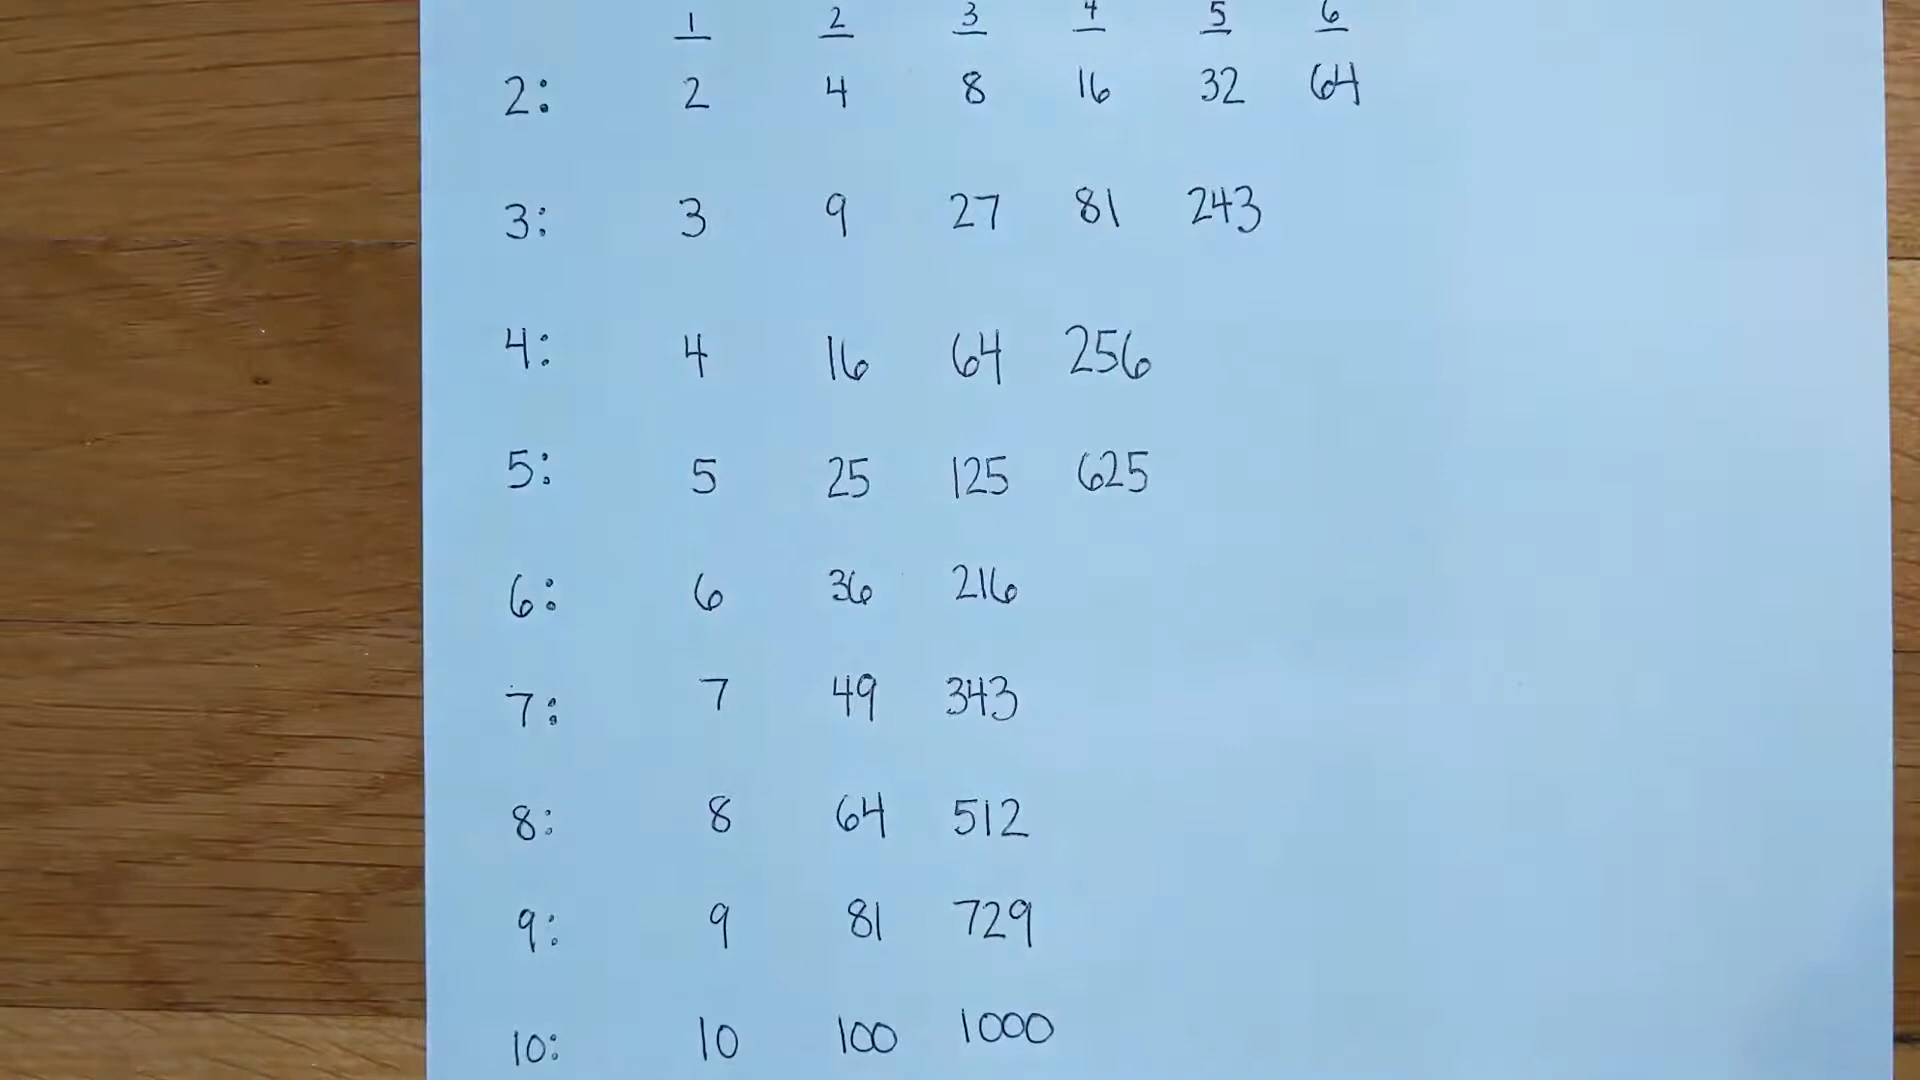 1 2 3 4 5 6
2: 2 4 8 16 32 64
3: 3 9 27 81 243
4: 4 16 64 256
5: 5 25 125 625
6: 6 36 216
7: 7 49 343
8: 8 64 512
9: 9 81 729
10: 10 100 1000